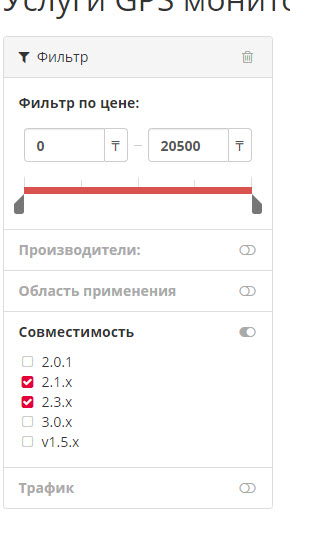 Услуги GPS монито
Фильтр
Фильтр по цене:
0 ₸ – 20500 ₸
Производители:
Область применения
Совместимость
2.0.1
2.1.x
2.3.x
3.0.x
v1.5.x
Трафик